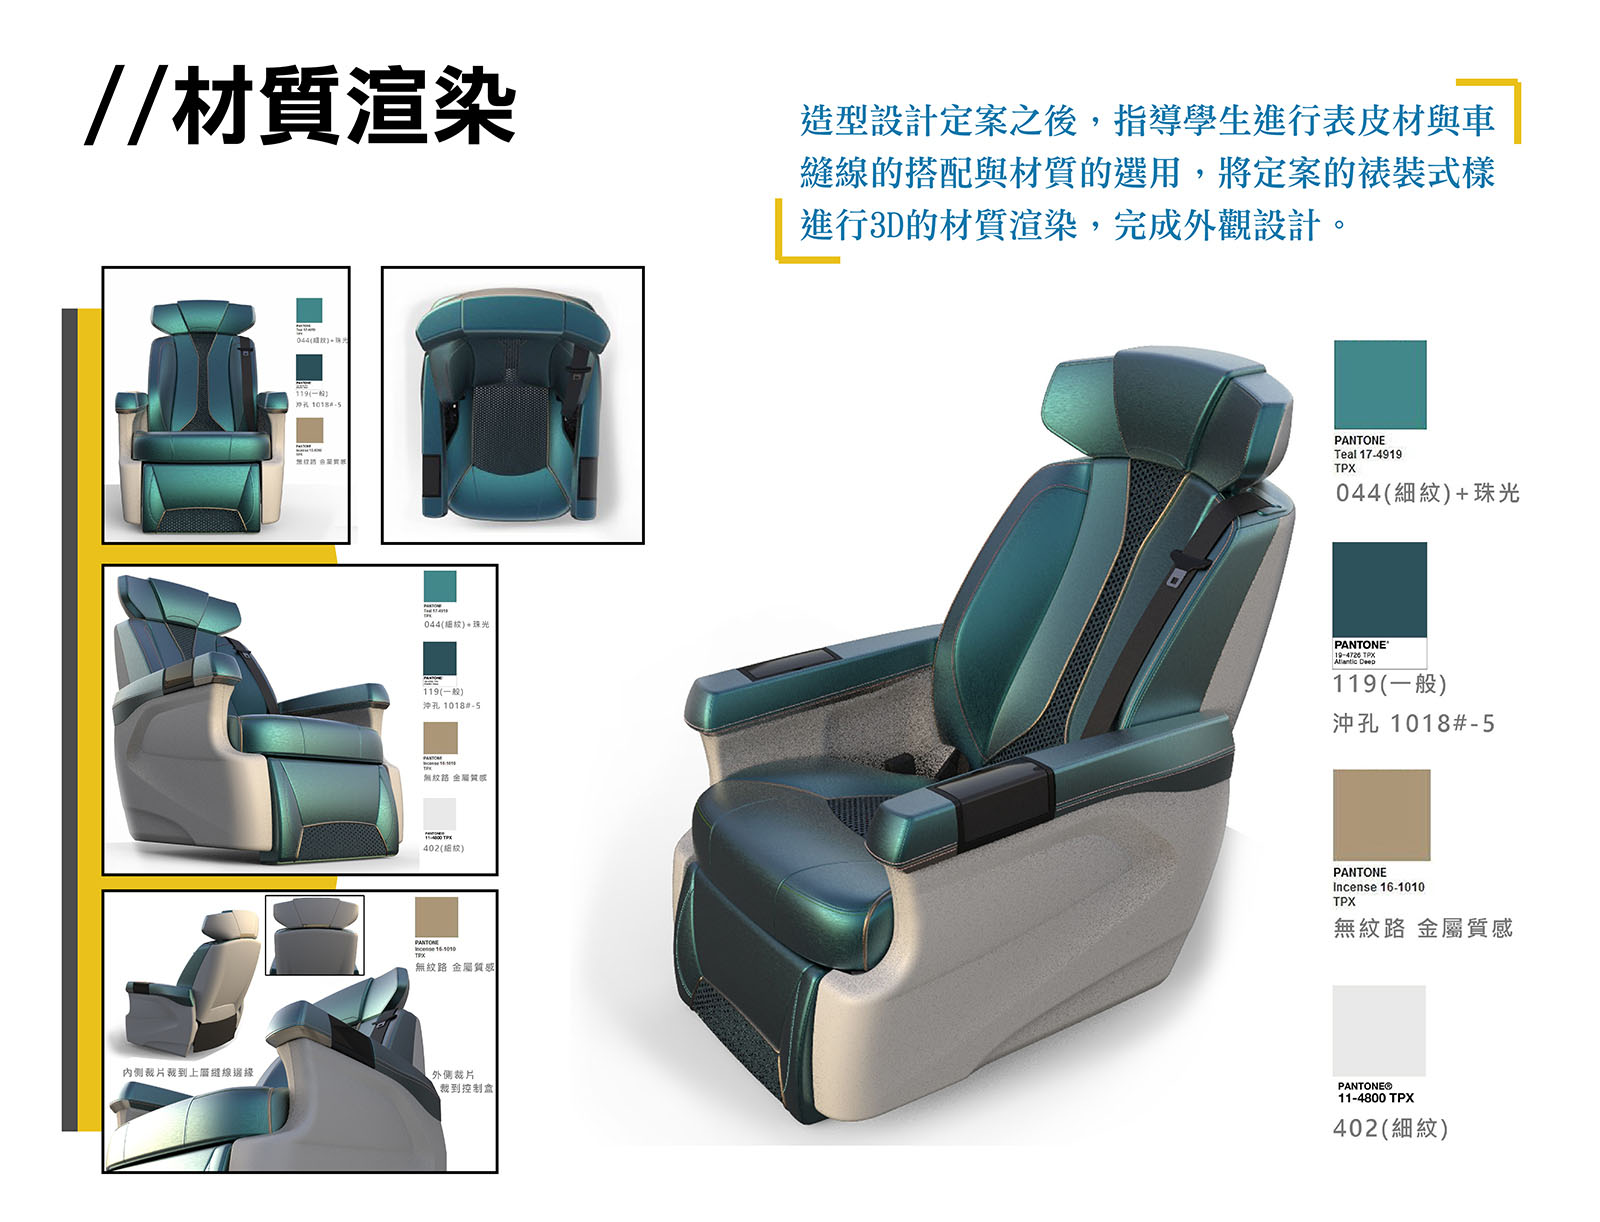 //材質渲染
造型設計定案之後，指導學生進行表皮材與車
縫線的搭配與材質的選用，將定案的裱裝式樣
進行3D的材質渲染，完成外觀設計。
PANTONE
Teal 17-4919
TPX
044(細紋)+珠光
119(一般)
沖孔 1018#-5
PANTONE
Incense 16-1010
TPX
無紋路 金屬質感
PANTONE
Teal 17-4919
TPX
044(細紋)+珠光
PANTONE
119(一般)
沖孔 1018#-5
PANTONE
Incense 16-1010
TPX
無紋路 金屬質感
PANTONE®
11-4800 TPX
402(細紋)
PANTONE
Incense 16-1010
TPX
無紋路 金屬質感
內側裁片裁到上層縫線邊緣
外側裁片
裁到控制盒
PANTONE
Teal 17-4919
TPX
044(細紋)+珠光
PANTONE®
19-4726 TPX
Atlantic Deep
119(一般)
沖孔 1018#-5
PANTONE
Incense 16-1010
TPX
無紋路 金屬質感
PANTONE®
11-4800 TPX
402(細紋)